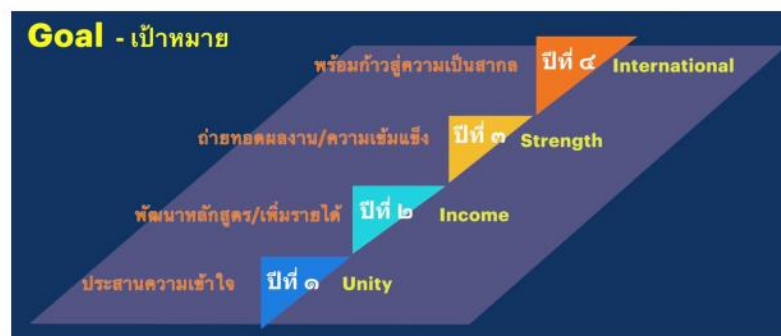 Goal - เป้าหมาย
พร้อมก้าวสู่ความเป็นสากล ปีที่ ๔ International
ถ่ายทอดผลงาน/ความเข้มแข็ง ปีที่ ๓ Strength
พัฒนาหลักสูตร/เพิ่มรายได้ ปีที่ ๒ Income
ประสานความเข้าใจ ปีที่ ๑ Unity